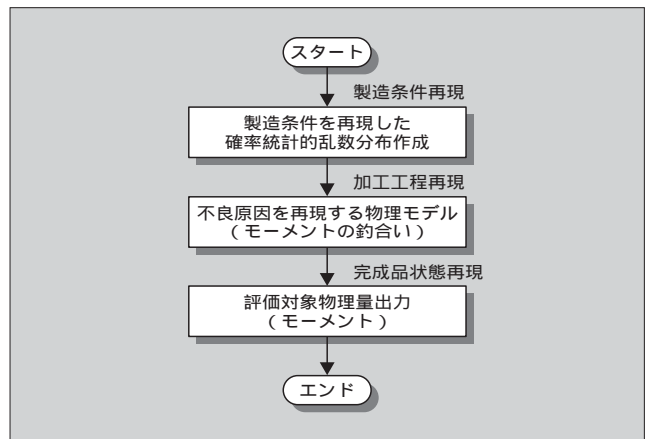 スタート
製造条件再現
製造条件を再現した
確率統計的乱数分布作成
加工工程再現
不良原因を再現する物理モデル
(モーメントの釣合い)
完成品状態再現
評価対象物理量出力
(モーメント)
エンド